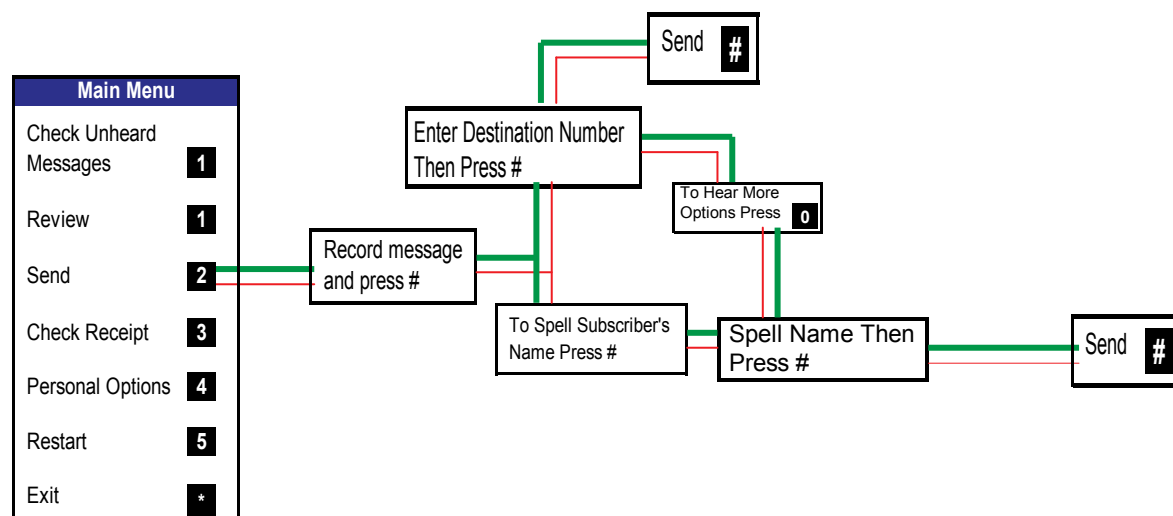 Main Menu
Check Unheard
Messages 1
Review 1
Send 2
Check Receipt 3
Personal Options 4
Restart 5
Exit *
Record message
and press #
Enter Destination Number
Then Press #
Send #
To Hear More
Options Press 0
To Spell Subscriber's
Name Press #
Spell Name Then
Press #
Send #